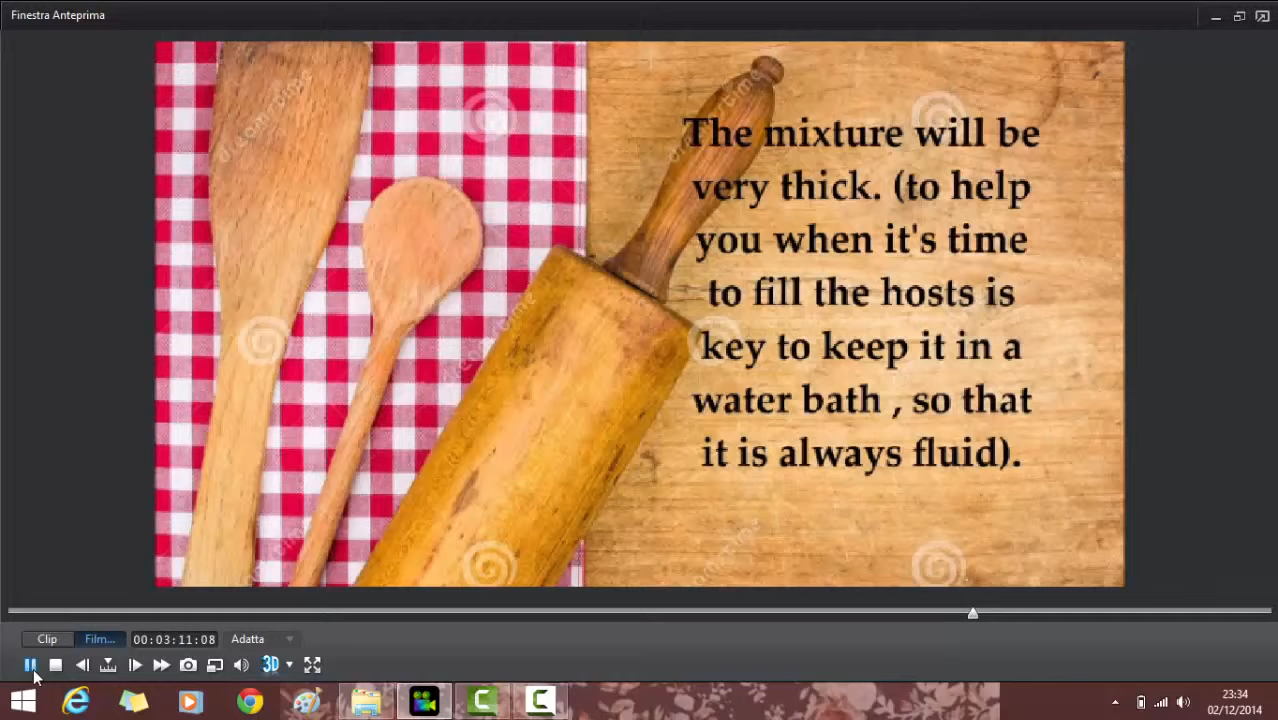 Finestra Anteprima
The mixture will be
very thick. (to help
you when it's time
to fill the hosts is
key to keep it in a
water bath , so that
it is always fluid).
dreamstime
dreamstime
Clip
Film...
00:03:11:08
Adatta
3D
23:34
02/12/2014